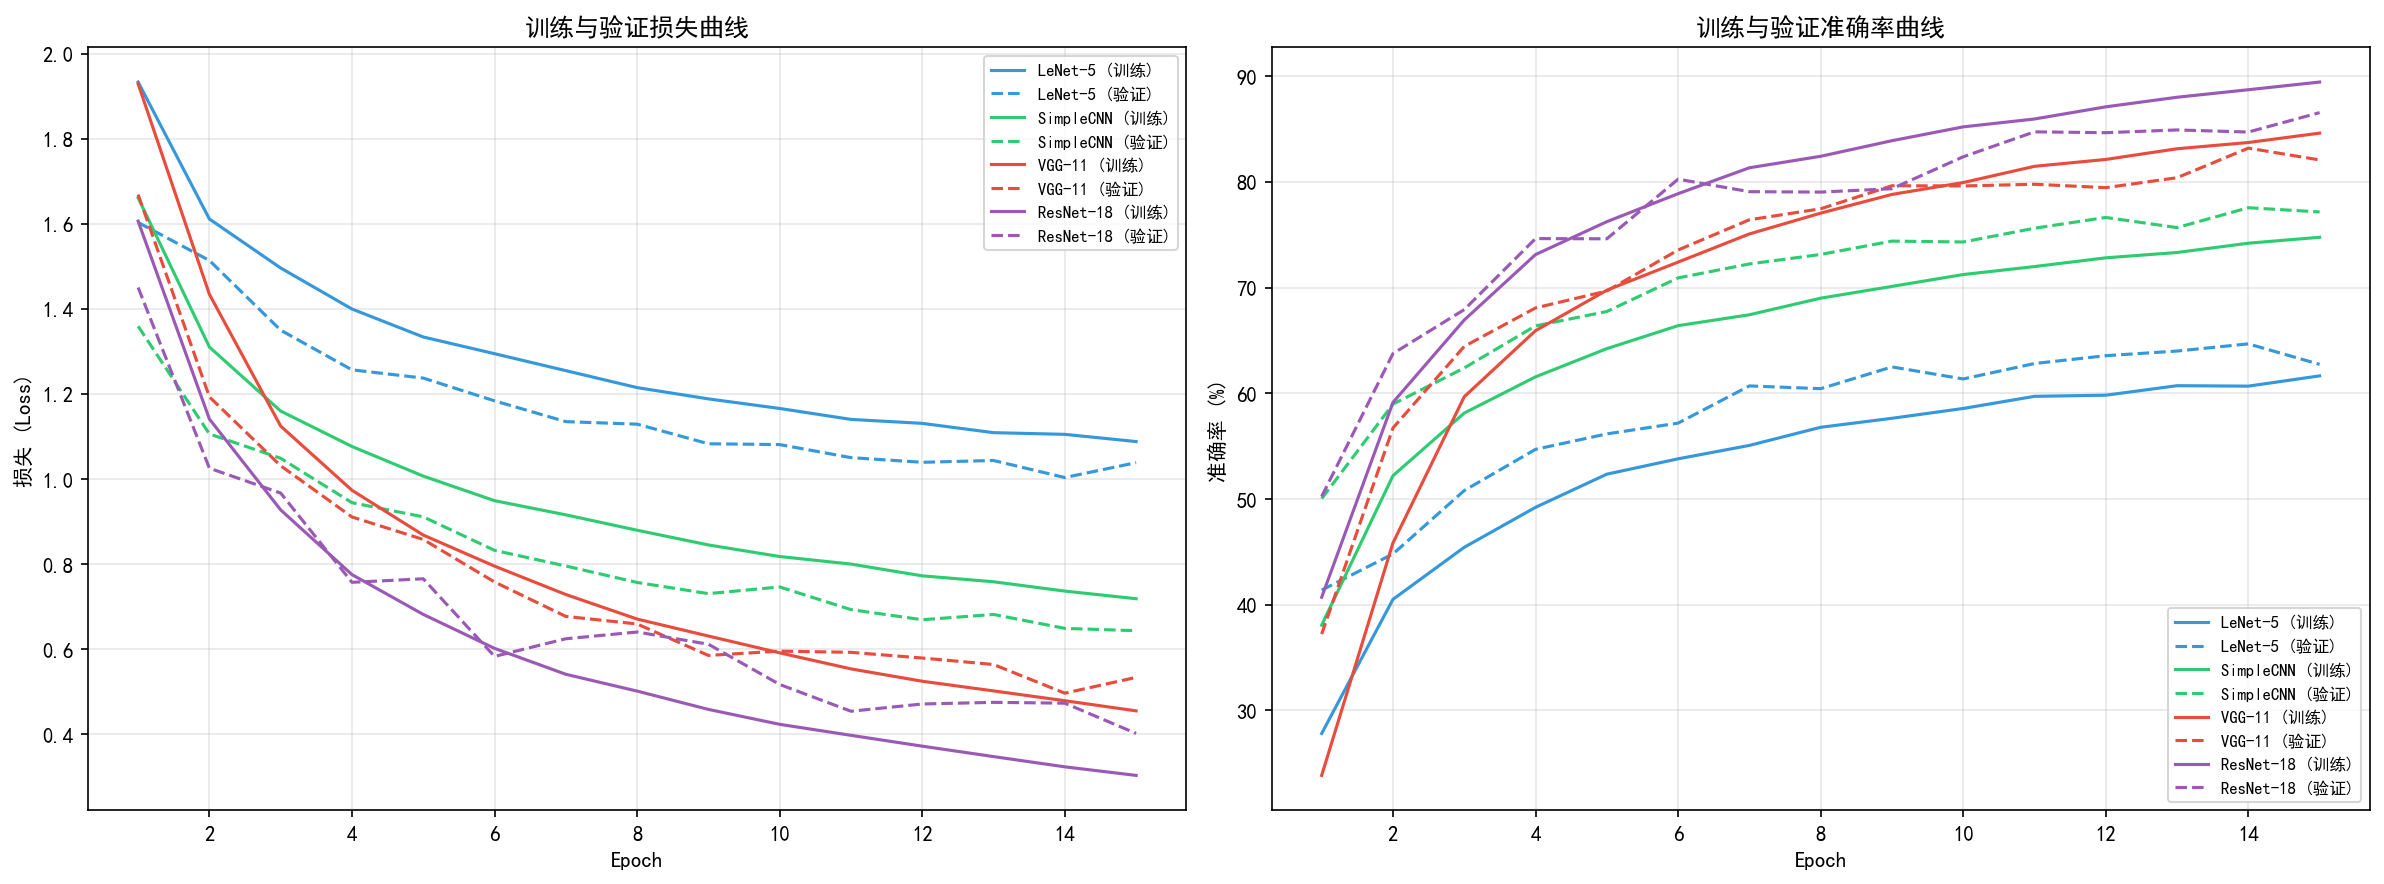 训练与验证损失曲线
2.0
1.8
1.6
1.4
1.2
1.0
0.8
0.6
0.4
损失 (Loss)
LeNet-5 (训练)
LeNet-5 (验证)
SimpleCNN (训练)
SimpleCNN (验证)
VGG-11 (训练)
VGG-11 (验证)
ResNet-18 (训练)
ResNet-18 (验证)
2 4 6 8 10 12 14
Epoch
训练与验证准确率曲线
90
80
70
60
50
40
30
准确率 (%)
LeNet-5 (训练)
LeNet-5 (验证)
SimpleCNN (训练)
SimpleCNN (验证)
VGG-11 (训练)
VGG-11 (验证)
ResNet-18 (训练)
ResNet-18 (验证)
2 4 6 8 10 12 14
Epoch